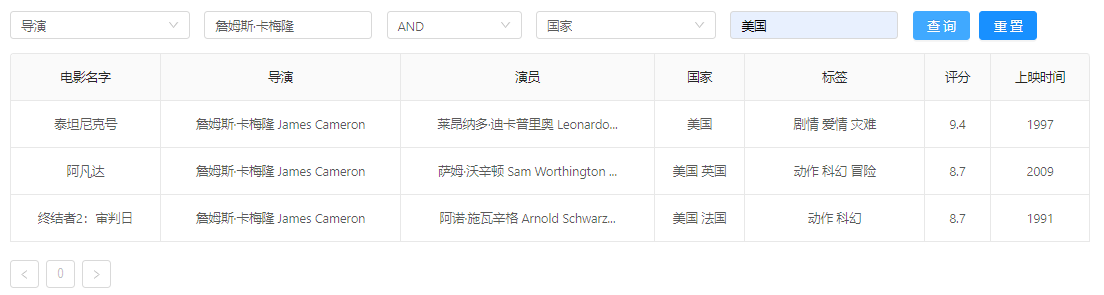 导演 詹姆斯·卡梅隆 AND 国家 美国 查询 重置
电影名字 导演 演员 国家 标签 评分 上映时间
泰坦尼克号 詹姆斯·卡梅隆 James Cameron 莱昂纳多·迪卡普里奥 Leonardo... 美国 剧情 爱情 灾难 9.4 1997
阿凡达 詹姆斯·卡梅隆 James Cameron 萨姆·沃辛顿 Sam Worthington ... 美国 英国 动作 科幻 冒险 8.7 2009
终结者2：审判日 詹姆斯·卡梅隆 James Cameron 阿诺·施瓦辛格 Arnold Schwarz... 美国 法国 动作 科幻 8.7 1991
< 0 >